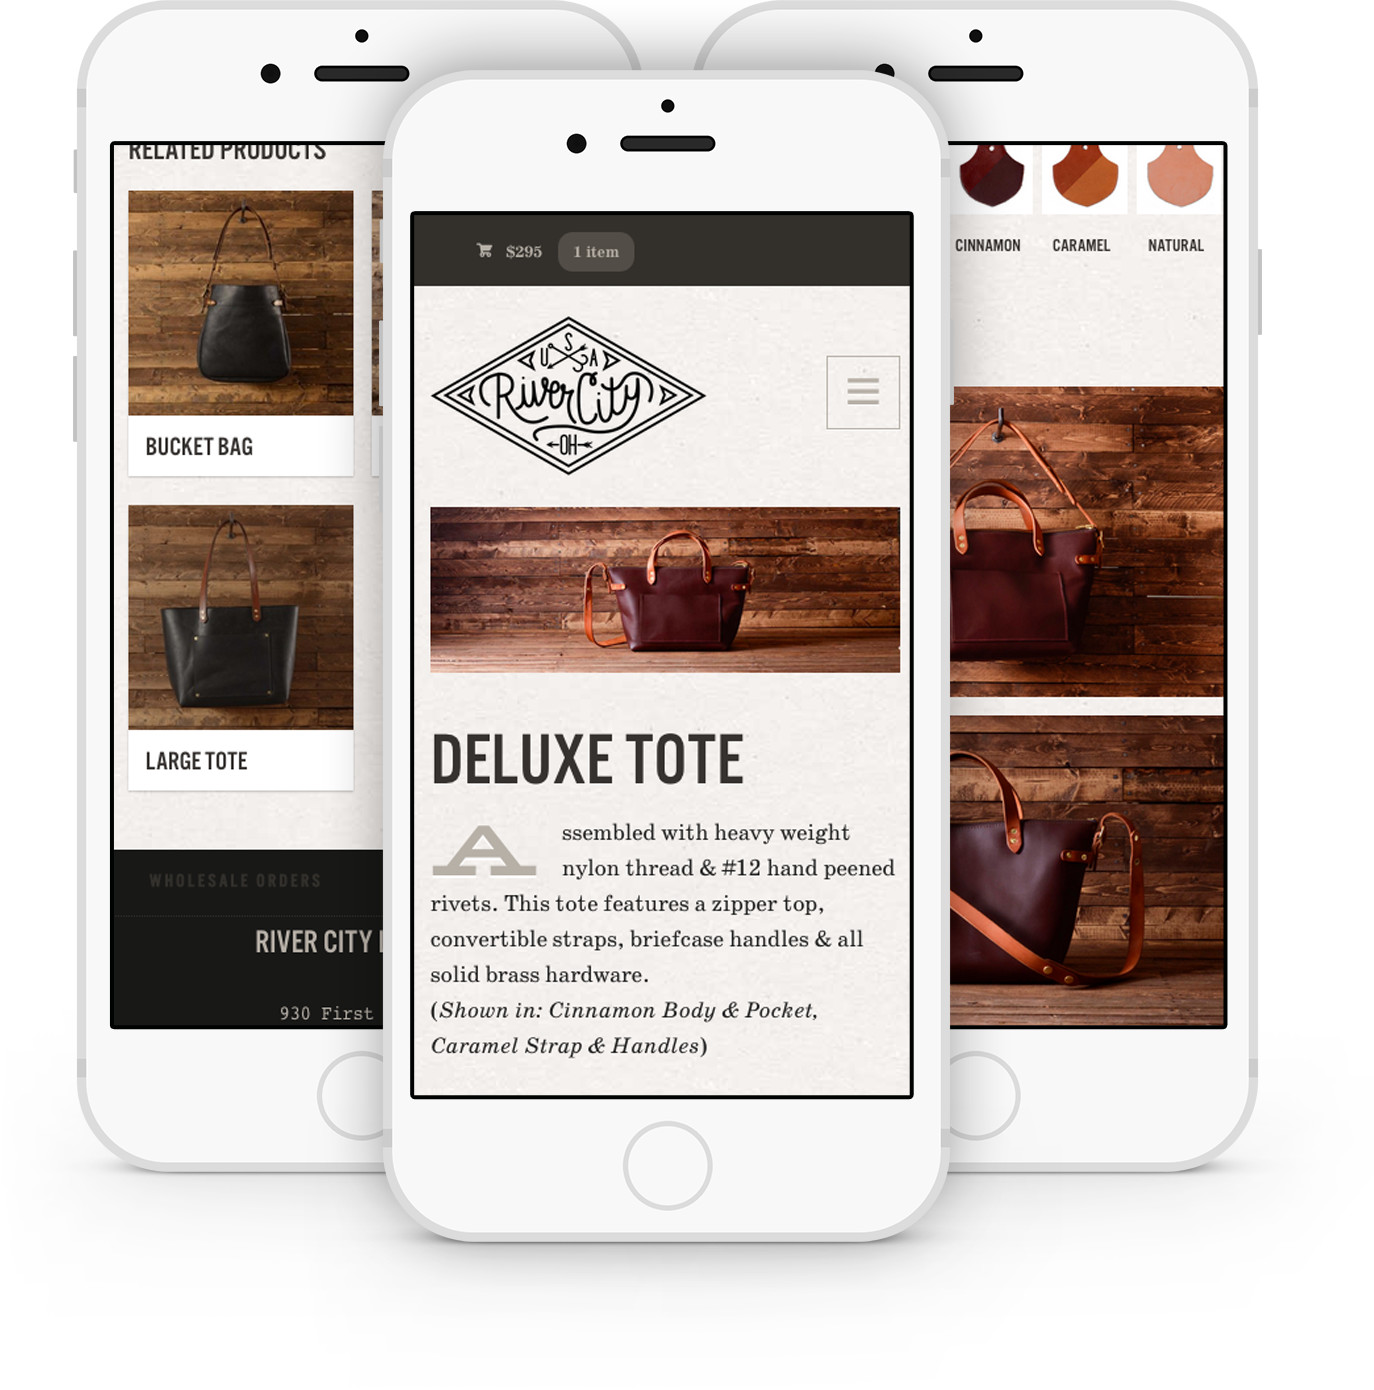 RELATED PRODUCTS
BUCKET BAG
LARGE TOTE
WHOLESALE ORDERS
RIVER CITY
930 First
$295 1 item
U S A
River City
OH
DELUXE TOTE
Assembled with heavy weight
nylon thread & #12 hand peened
rivets. This tote features a zipper top,
convertible straps, briefcase handles & all
solid brass hardware.
(Shown in: Cinnamon Body & Pocket,
Caramel Strap & Handles)
CINNAMON CARAMEL NATURAL